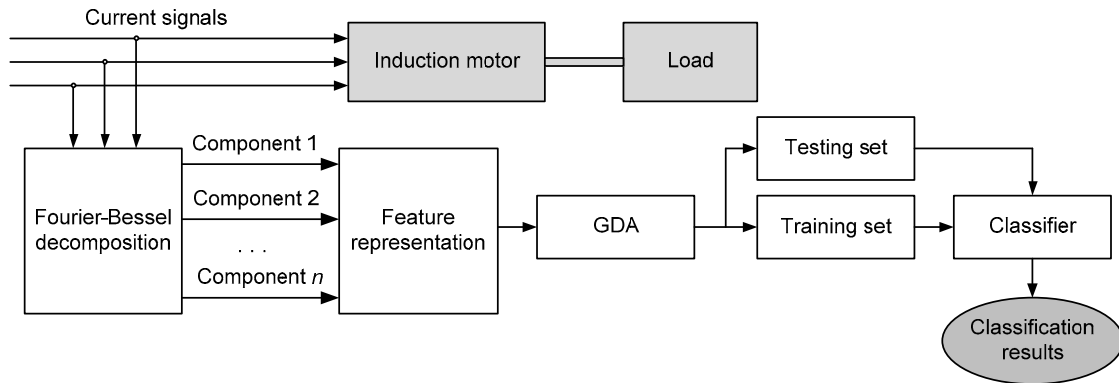 Current signals
Induction motor
Load
Component 1
Component 2
. . .
Component n
Fourier-Bessel
decomposition
Feature
representation
GDA
Testing set
Training set
Classifier
Classification
results